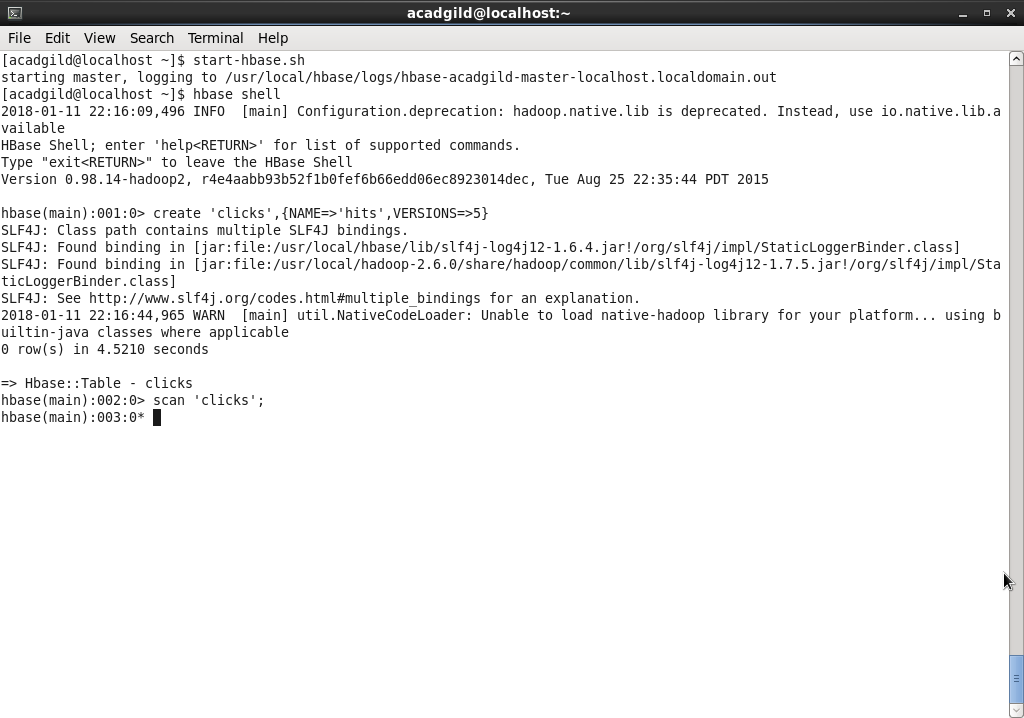 acadgild@localhost:~
File Edit View Search Terminal Help
[acadgild@localhost ~]$ start-hbase.sh
starting master, logging to /usr/local/hbase/logs/hbase-acadgild-master-localhost.localdomain.out
[acadgild@localhost ~]$ hbase shell
2018-01-11 22:16:09,496 INFO  [main] Configuration.deprecation: hadoop.native.lib is deprecated. Instead, use io.native.lib.a
vailable
HBase Shell; enter 'help<RETURN>' for list of supported commands.
Type "exit<RETURN>" to leave the HBase Shell
Version 0.98.14-hadoop2, r4e4aabb93b52f1b0fef6b66edd06ec8923014dec, Tue Aug 25 22:35:44 PDT 2015
hbase(main):001:0> create 'clicks',{NAME=>'hits',VERSIONS=>5}
SLF4J: Class path contains multiple SLF4J bindings.
SLF4J: Found binding in [jar:file:/usr/local/hbase/lib/slf4j-log4j12-1.6.4.jar!/org/slf4j/impl/StaticLoggerBinder.class]
SLF4J: Found binding in [jar:file:/usr/local/hadoop-2.6.0/share/hadoop/common/lib/slf4j-log4j12-1.7.5.jar!/org/slf4j/impl/Sta
ticLoggerBinder.class]
SLF4J: See http://www.slf4j.org/codes.html#multiple_bindings for an explanation.
2018-01-11 22:16:44,965 WARN  [main] util.NativeCodeLoader: Unable to load native-hadoop library for your platform... using b
uiltin-java classes where applicable
0 row(s) in 4.5210 seconds
=> Hbase::Table - clicks
hbase(main):002:0> scan 'clicks';
hbase(main):003:0*